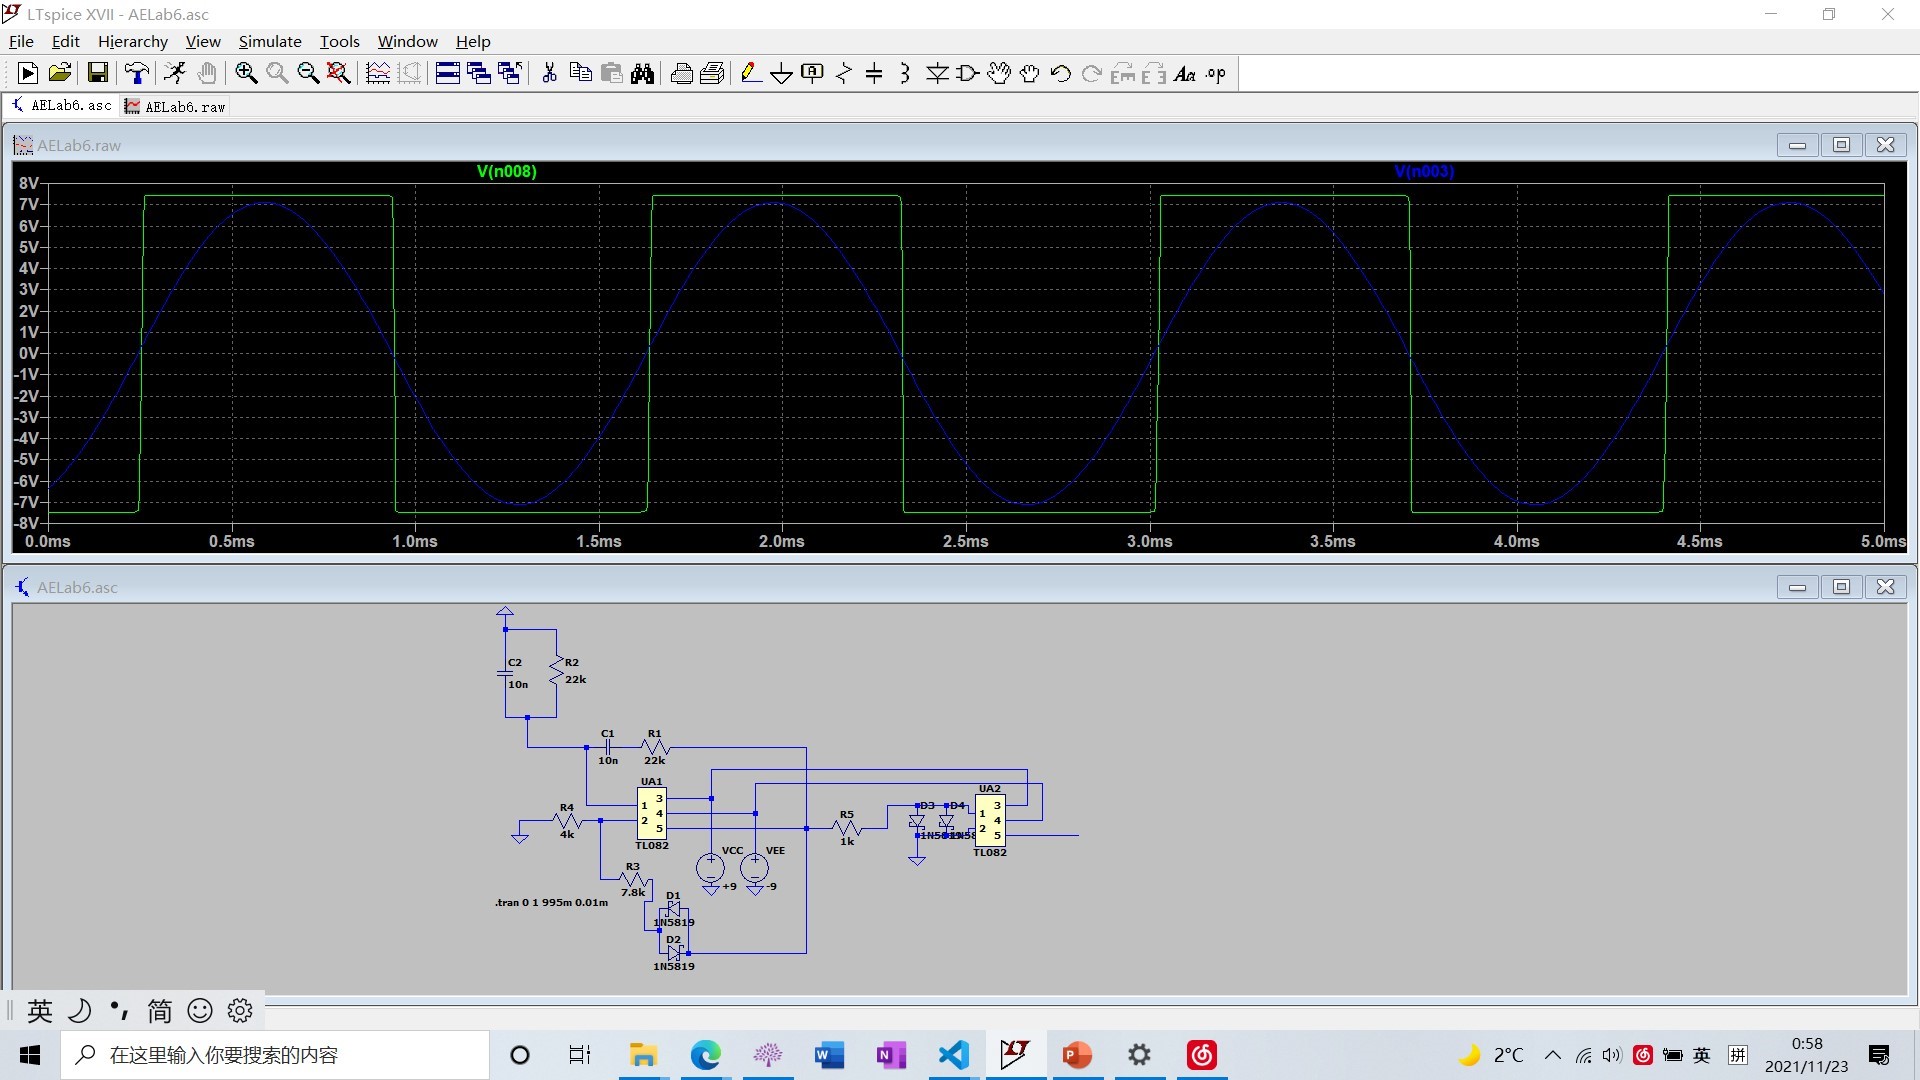 LTspice XVII - AELab6.asc
File Edit Hierarchy View Simulate Tools Window Help
.op
AELab6.asc AELab6.raw
AELab6.raw
V(n008) V(n003)
8V
7V
6V
5V
4V
3V
2V
1V
0V
-1V
-2V
-3V
-4V
-5V
-6V
-7V
-8V
0.0ms 0.5ms 1.0ms 1.5ms 2.0ms 2.5ms 3.0ms 3.5ms 4.0ms 4.5ms 5.0ms
AELab6.asc
C2
10n
R2
22k
C1
10n
R1
22k
UA1
1
2
3
4
5
TL082
R4
4k
R3
7.8k
VCC
+9
VEE
-9
.tran 0 1 995m 0.01m
D1
1N5819
D2
1N5819
R5
1k
D3
D4
UA2
1
2
3
4
5
TL082
英 简
在这里输入你要搜索的内容
2°C
英 拼
0:58
2021/11/23